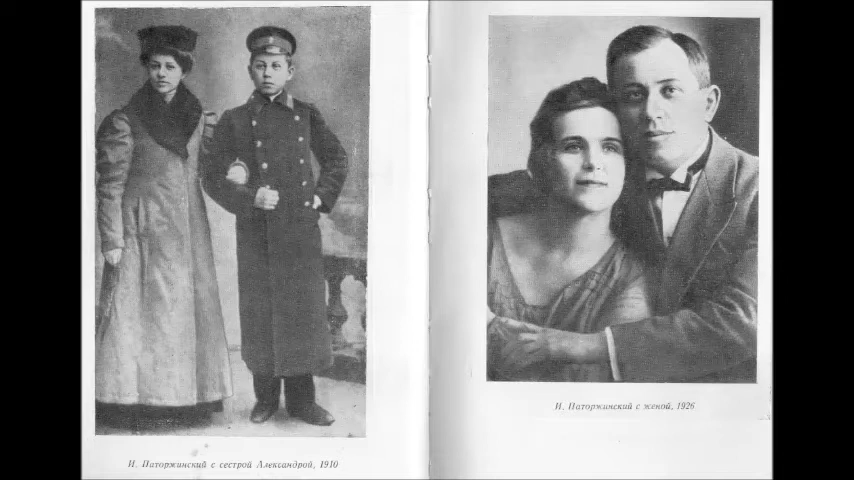 И. Паторжинский с сестрой Александрой, 1910
И. Паторжинский с женой, 1926